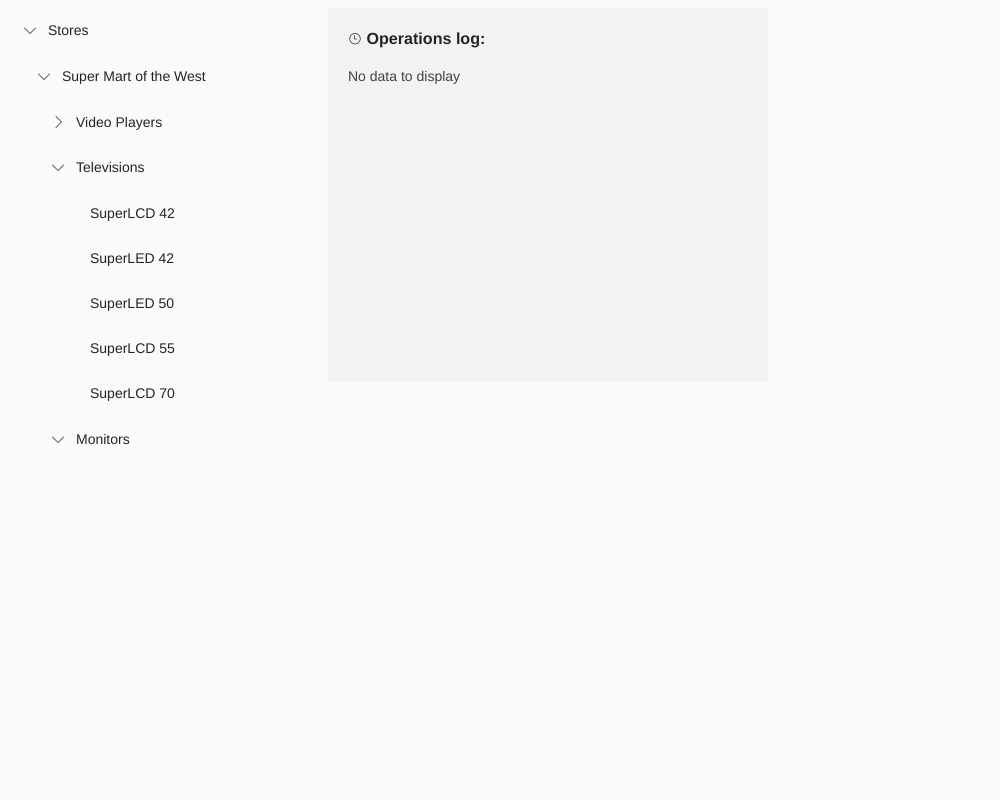 Stores
Super Mart of the West
Video Players
Televisions
SuperLCD 42
SuperLED 42
SuperLED 50
SuperLCD 55
SuperLCD 70
Monitors
Operations log:
No data to display